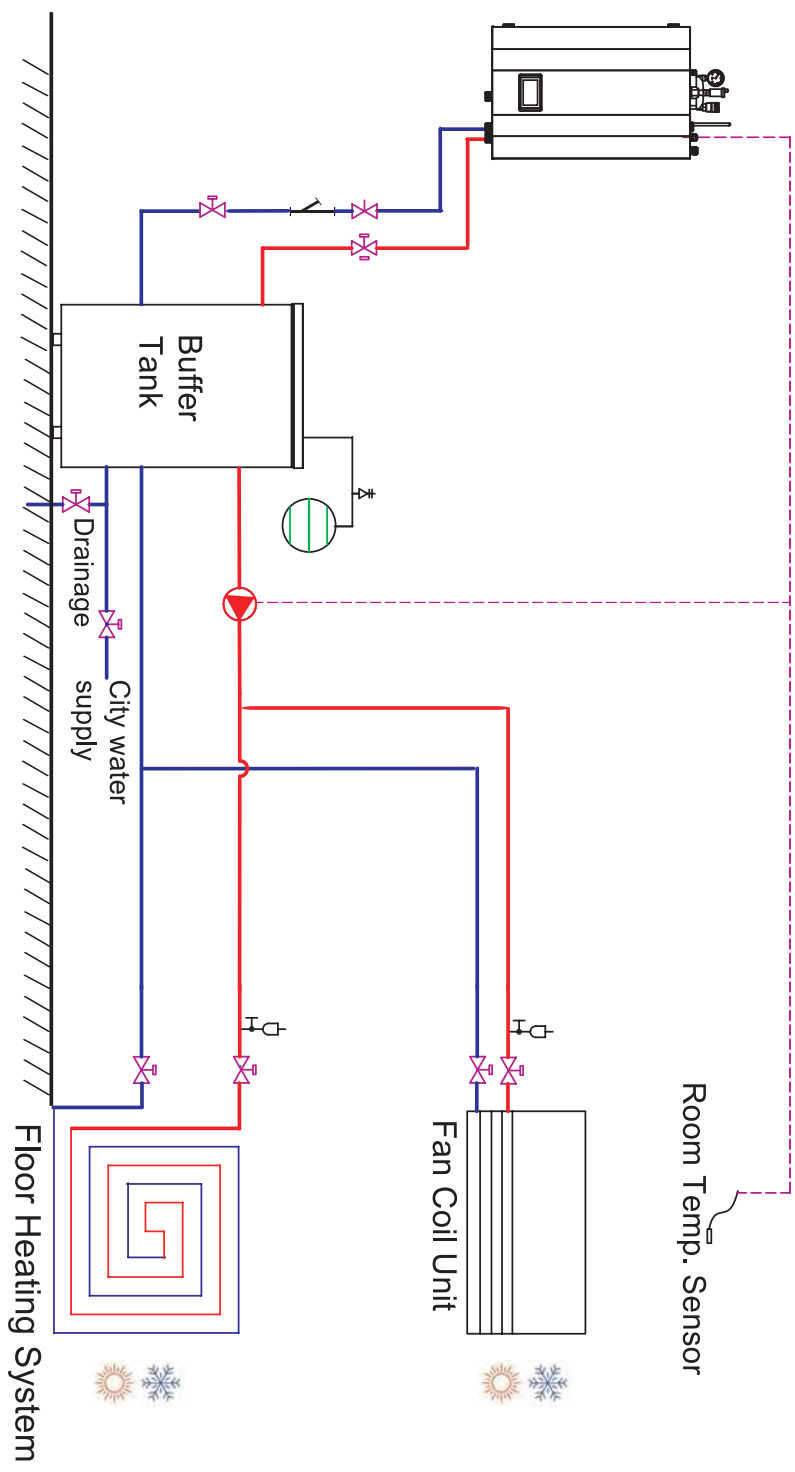 Buffer
Tank
Drainage
City water
supply
Room Temp. Sensor
Fan Coil Unit
Floor Heating System